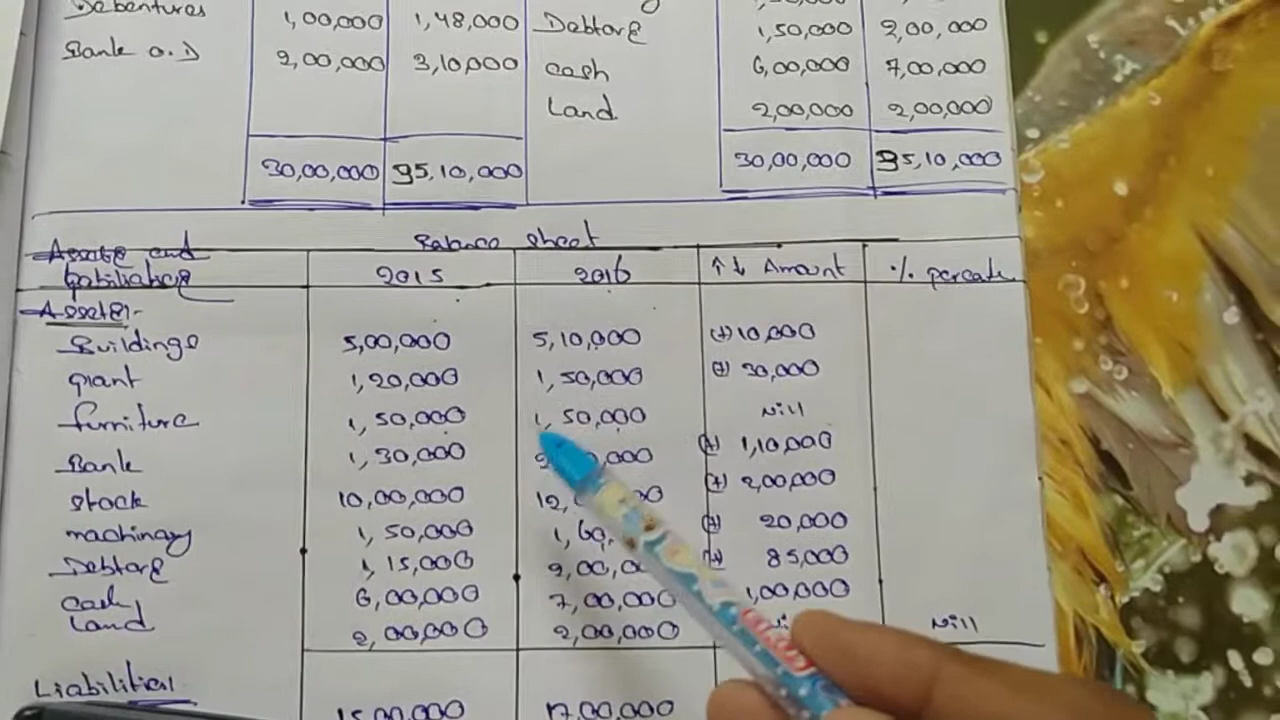 Debentures 1,00,000 1,48,000 Debtors 1,50,000 2,00,000
Bank O.D 2,00,000 3,10,000 cash 6,00,000 7,00,000
Land 2,00,000 2,00,000
30,00,000 35,10,000 30,00,000 35,10,000
Balance sheet
Assets and
2015 2016 ↑↓ Amount %
Assets:-
Buildings 5,00,000 5,10,000 (+) 10,000
plant 1,20,000 1,50,000 (+) 30,000
furniture 1,50,000 1,50,000 Nill
Bank 1,30,000 (+) 1,10,000
stock 10,00,000 12, (+) 2,00,000
machinary 1,50,000 (+) 20,000
Debtors 1,15,000 (+) 85,000
cash 6,00,000 7,00,000 1,00,000
Land 2,00,000 2,00,000 Nill
Liabilities
15,00,000 17,00,000